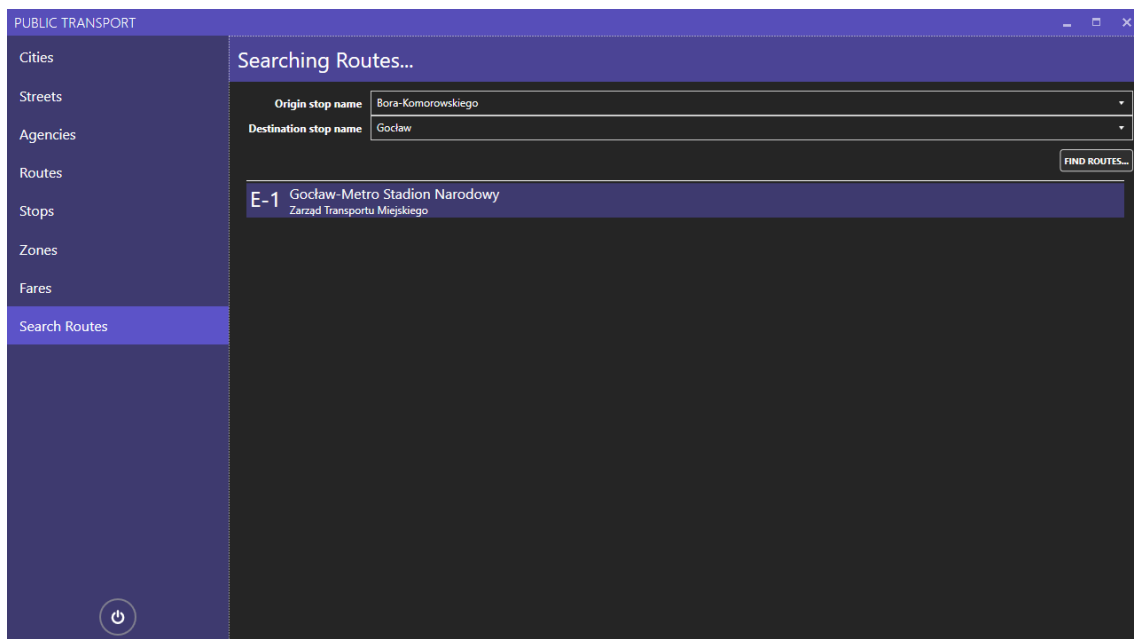 PUBLIC TRANSPORT
Cities
Streets
Agencies
Routes
Stops
Zones
Fares
Search Routes
Searching Routes...
Origin stop name Bora-Komorowskiego
Destination stop name Gocław
FIND ROUTES...
E-1 Gocław-Metro Stadion Narodowy
Zarząd Transportu Miejskiego